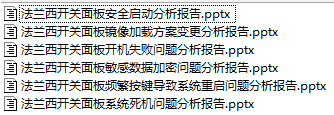 法兰西开关面板安全启动分析报告.pptx
法兰西开关面板镜像加载方案变更分析报告.pptx
法兰西开关面板开机失败问题分析报告.pptx
法兰西开关面板敏感数据加密问题分析报告.pptx
法兰西开关面板频繁按键导致系统重启问题分析报告.pptx
法兰西开关面板系统死机问题分析报告.pptx